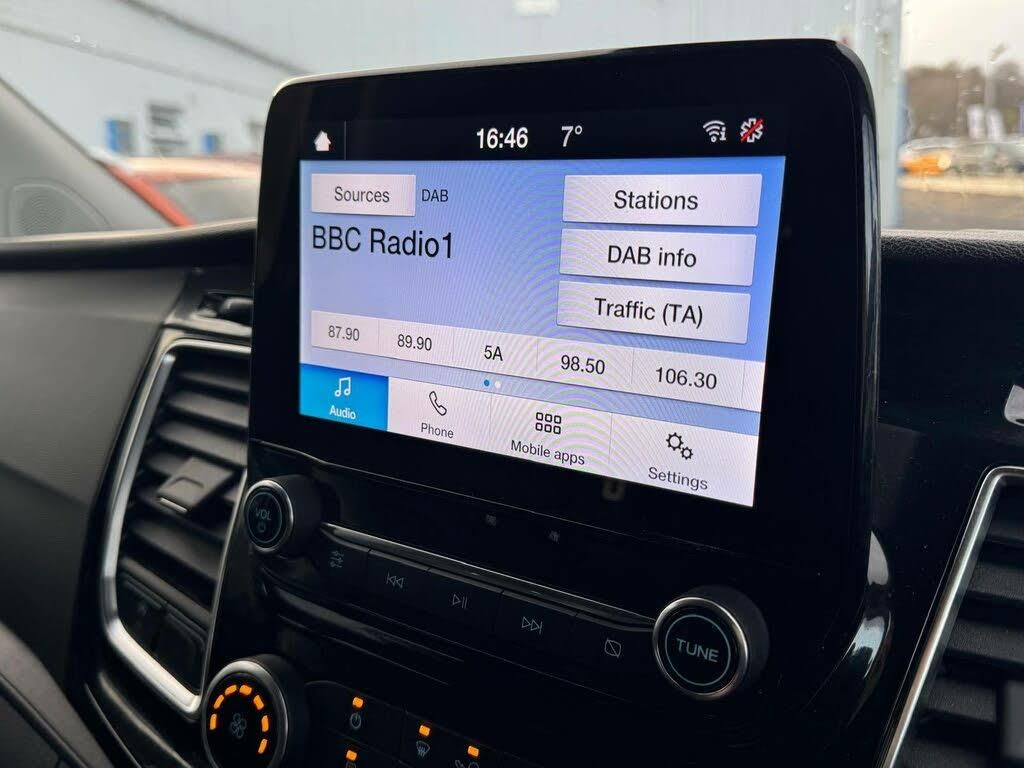 16:46 7°
Sources DAB
Stations
BBC Radio1
DAB info
Traffic (TA)
87.90 89.90 5A 98.50 106.30
Audio Phone Mobile apps Settings
VOL
TUNE